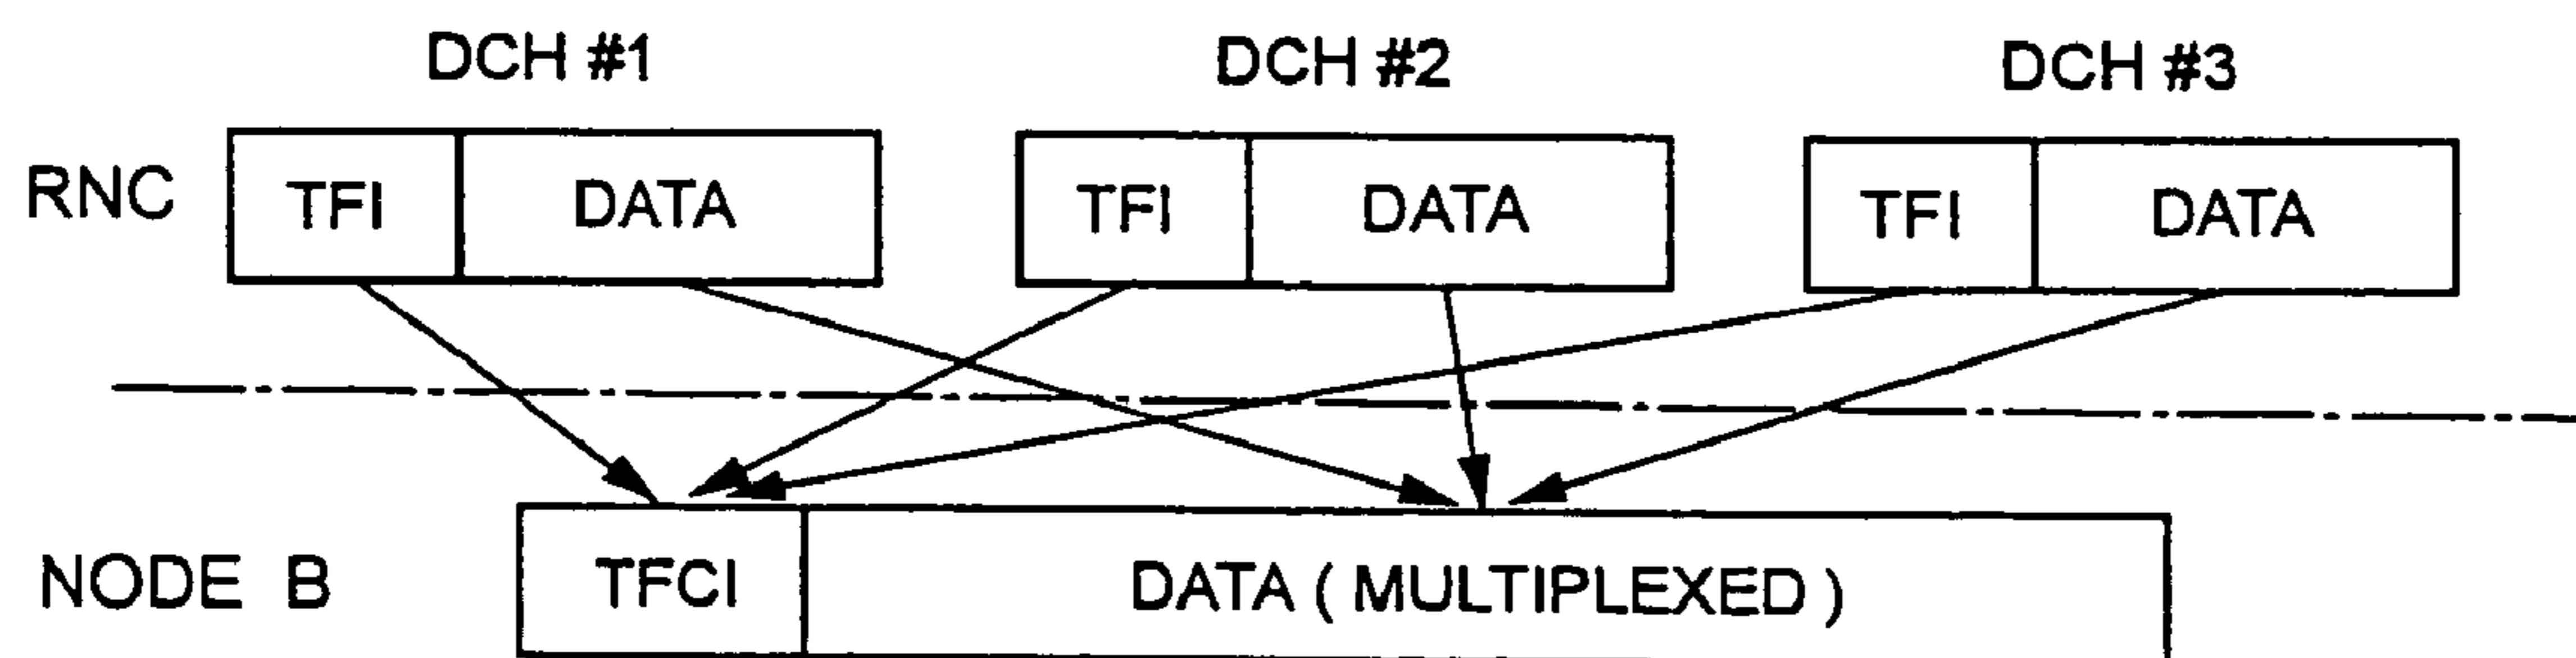 DCH #1 DCH #2 DCH #3
RNC TFI DATA TFI DATA TFI DATA
NODE B TFCI DATA ( MULTIPLEXED )